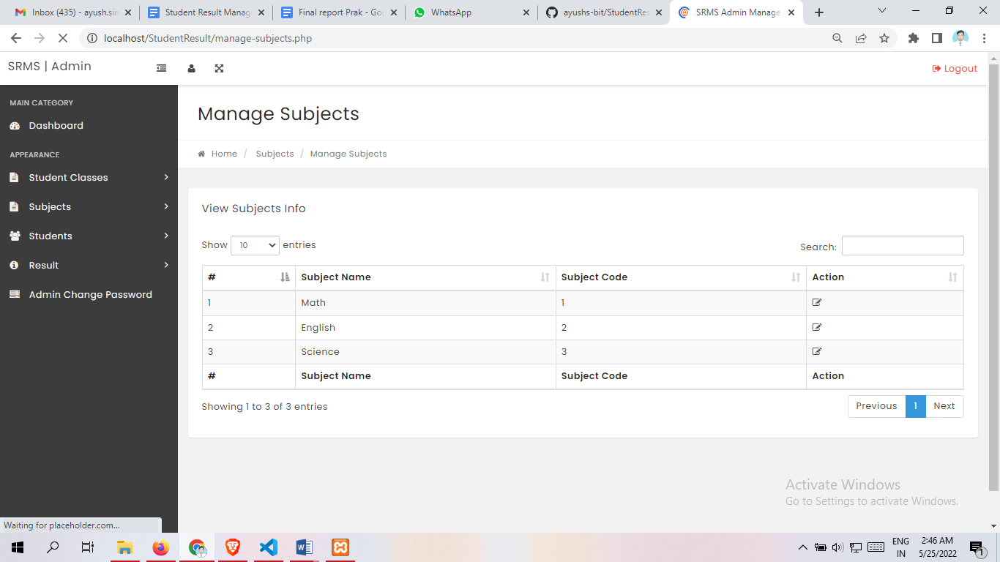 Inbox (435) - ayush.sin
Student Result Manag
Final report Prak - Goo
WhatsApp
ayushs-bit/StudentRes
SRMS Admin Manage
localhost/StudentResult/manage-subjects.php
SRMS | Admin
Logout
MAIN CATEGORY
Dashboard
APPEARANCE
Student Classes
Subjects
Students
Result
Admin Change Password
Manage Subjects
Home / Subjects / Manage Subjects
View Subjects Info
Show 10 entries
Search:
# Subject Name Subject Code Action
1 Math 1
2 English 2
3 Science 3
# Subject Name Subject Code Action
Showing 1 to 3 of 3 entries
Previous 1 Next
Activate Windows
Go to Settings to activate Windows.
Waiting for placeholder.com...
ENG
IN
2:46 AM
5/25/2022
1